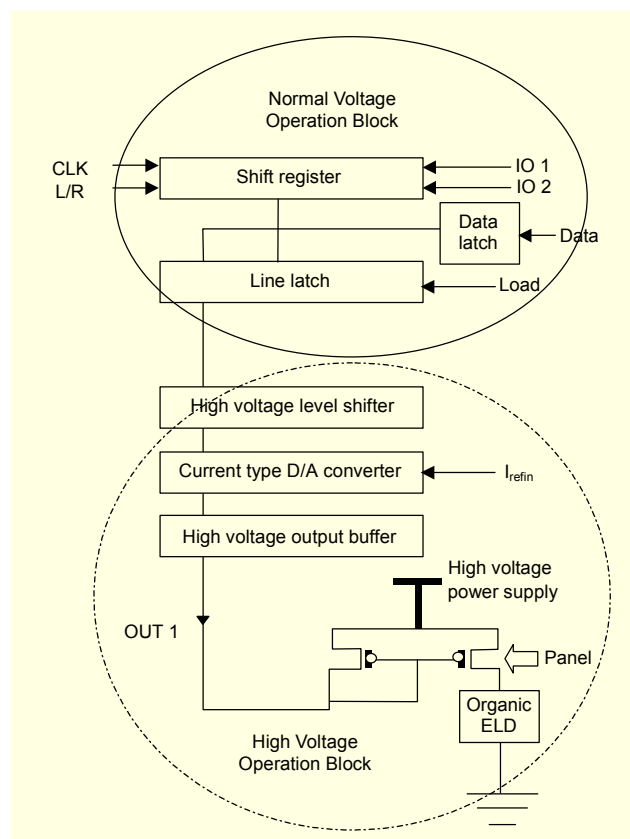 Normal Voltage
Operation Block
CLK
L/R
Shift register
IO 1
IO 2
Data
latch
Data
Line latch
Load
High voltage level shifter
Current type D/A converter
Irefin
High voltage output buffer
High voltage
power supply
OUT 1
Panel
Organic
ELD
High Voltage
Operation Block